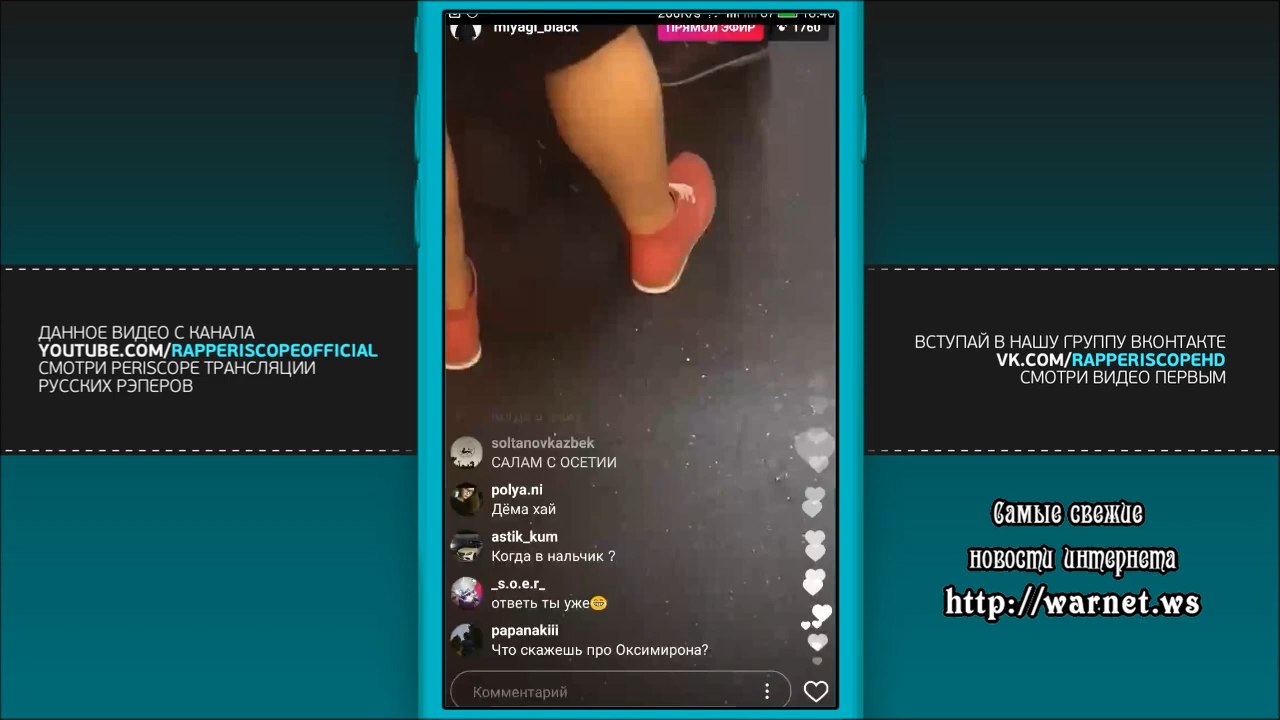 miyagi_black
ПРЯМОЙ ЭФИР
1760
ДАННОЕ ВИДЕО С КАНАЛА
YOUTUBE.COM/RAPPERISCOPEOFFICIAL
СМОТРИ PERISCOPE ТРАНСЛЯЦИИ
РУССКИХ РЭПЕРОВ
ВСТУПАЙ В НАШУ ГРУППУ ВКОНТАКТЕ
VK.COM/RAPPERISCOPEHD
СМОТРИ ВИДЕО ПЕРВЫМ
soltanovkazbek
САЛАМ С ОСЕТИИ
polya.ni
Дёма хай
astik_kum
Когда в нальчик ?
_s.o.e.r_
ответь ты уже😁
papanakiii
Что скажешь про Оксимирона?
Комментарий
Самые свежие
новости интернета
http://warnet.ws